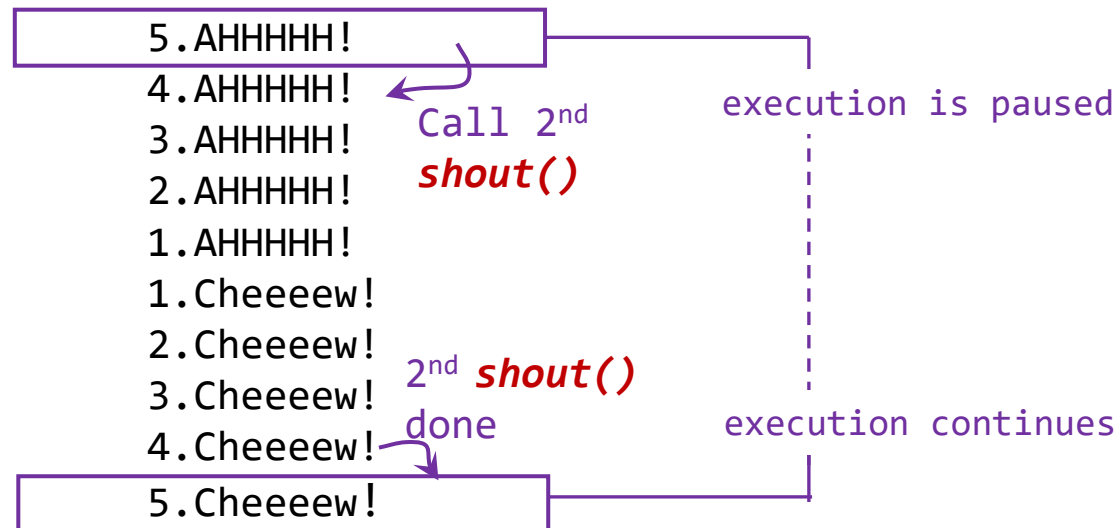 5.AHHHHH!
4.AHHHHH!
3.AHHHHH!
2.AHHHHH!
1.AHHHHH!
1.Cheeeew!
2.Cheeeew!
3.Cheeeew!
4.Cheeeew!
5.Cheeeew!
Call 2nd
shout()
2nd shout()
done
execution is paused
execution continues